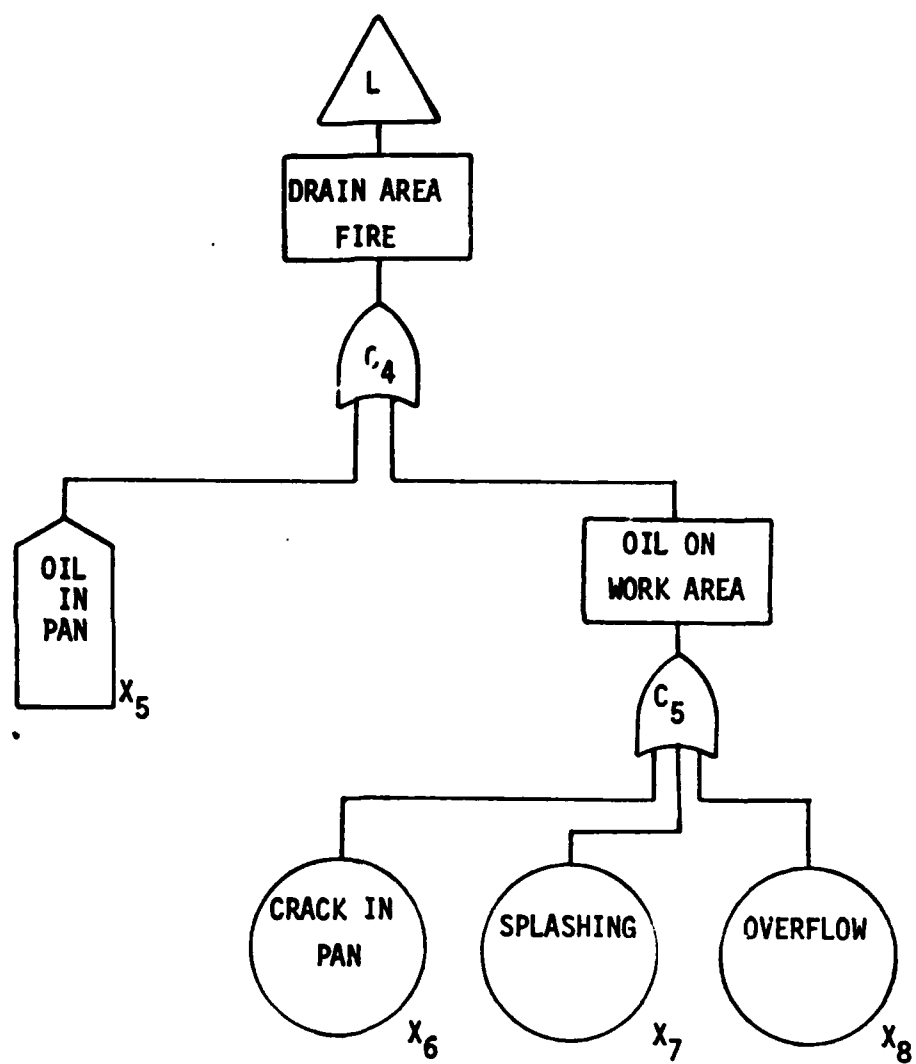 L
DRAIN AREA
FIRE
C4
OIL
IN
PAN
X5
OIL ON
WORK AREA
C5
CRACK IN
PAN
X6
SPLASHING
X7
OVERFLOW
X8